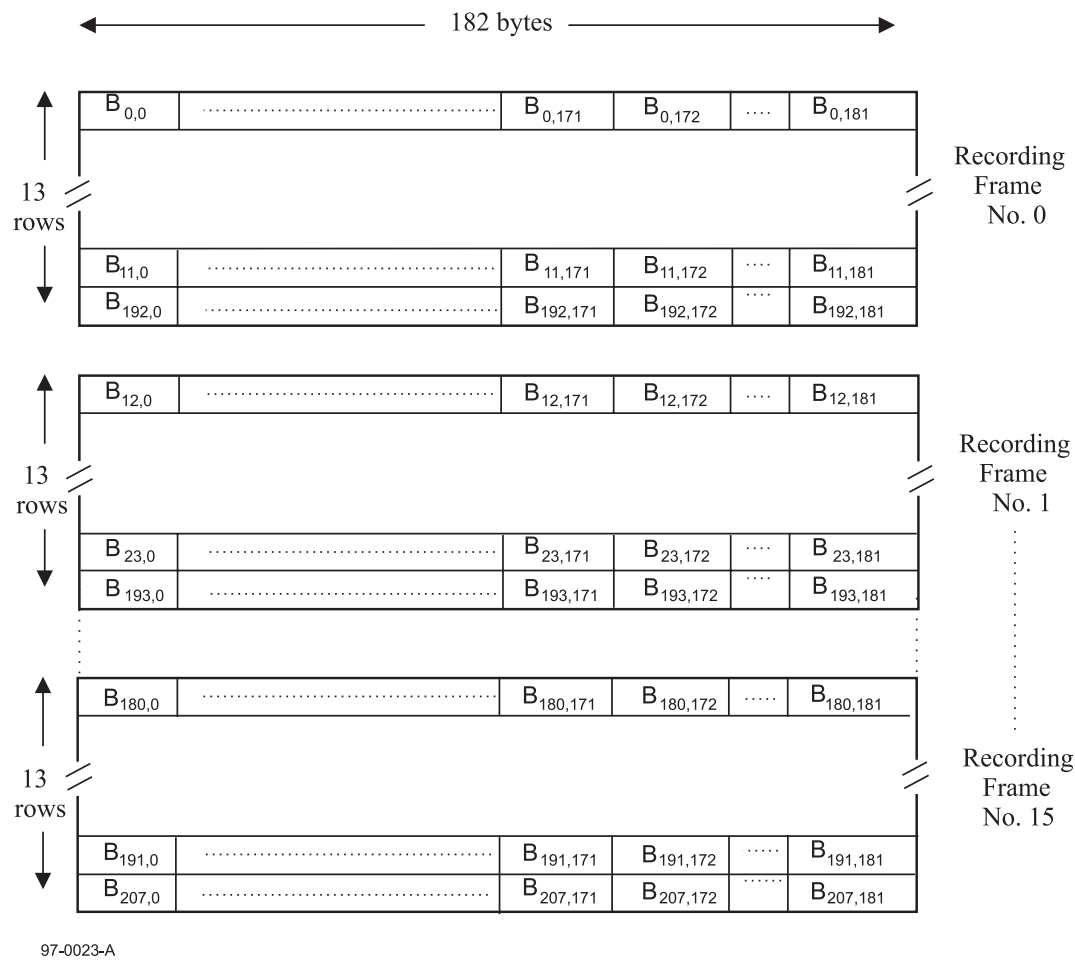 182 bytes
B0,0 ................ B0,171 B0,172 .... B0,181
13 rows
Recording Frame No. 0
B11,0 ................ B11,171 B11,172 .... B11,181
B192,0 ................ B192,171 B192,172 .... B192,181
B12,0 ................ B12,171 B12,172 .... B12,181
13 rows
Recording Frame No. 1
B23,0 ................ B23,171 B23,172 .... B23,181
B193,0 ................ B193,171 B193,172 .... B193,181
B180,0 ................ B180,171 B180,172 ..... B180,181
13 rows
Recording Frame No. 15
B191,0 ................ B191,171 B191,172 ..... B191,181
B207,0 ................ B207,171 B207,172 ...... B207,181
97-0023-A